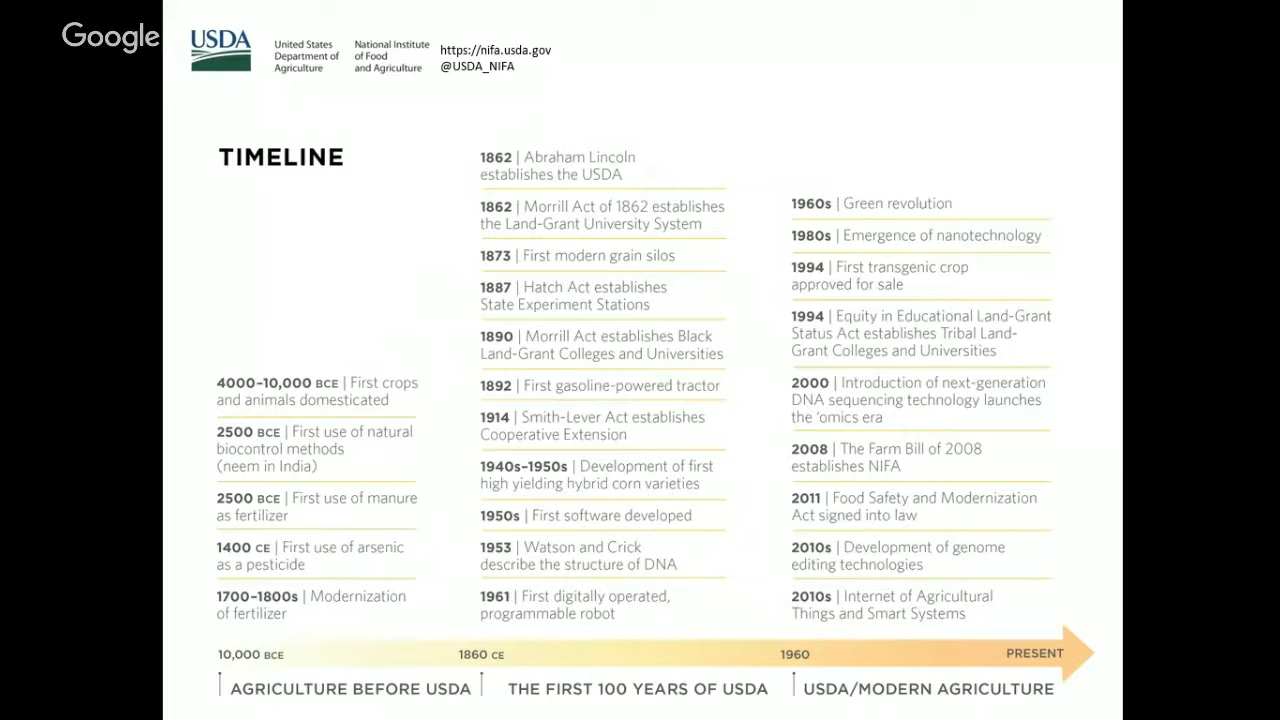 Google
USDA
United States
Department of
Agriculture
National Institute
of Food
and Agriculture
https://nifa.usda.gov
@USDA_NIFA
TIMELINE
4000–10,000 BCE | First crops
and animals domesticated
2500 BCE | First use of natural
biocontrol methods
(neem in India)
2500 BCE | First use of manure
as fertilizer
1400 CE | First use of arsenic
as a pesticide
1700–1800s | Modernization
of fertilizer
1862 | Abraham Lincoln
establishes the USDA
1862 | Morrill Act of 1862 establishes
the Land-Grant University System
1873 | First modern grain silos
1887 | Hatch Act establishes
State Experiment Stations
1890 | Morrill Act establishes Black
Land-Grant Colleges and Universities
1892 | First gasoline-powered tractor
1914 | Smith-Lever Act establishes
Cooperative Extension
1940s–1950s | Development of first
high yielding hybrid corn varieties
1950s | First software developed
1953 | Watson and Crick
describe the structure of DNA
1961 | First digitally operated,
programmable robot
1960s | Green revolution
1980s | Emergence of nanotechnology
1994 | First transgenic crop
approved for sale
1994 | Equity in Educational Land-Grant
Status Act establishes Tribal Land-
Grant Colleges and Universities
2000 | Introduction of next-generation
DNA sequencing technology launches
the ‘omics era
2008 | The Farm Bill of 2008
establishes NIFA
2011 | Food Safety and Modernization
Act signed into law
2010s | Development of genome
editing technologies
2010s | Internet of Agricultural
Things and Smart Systems
10,000 BCE
1860 CE
1960
PRESENT
AGRICULTURE BEFORE USDA
THE FIRST 100 YEARS OF USDA
USDA/MODERN AGRICULTURE